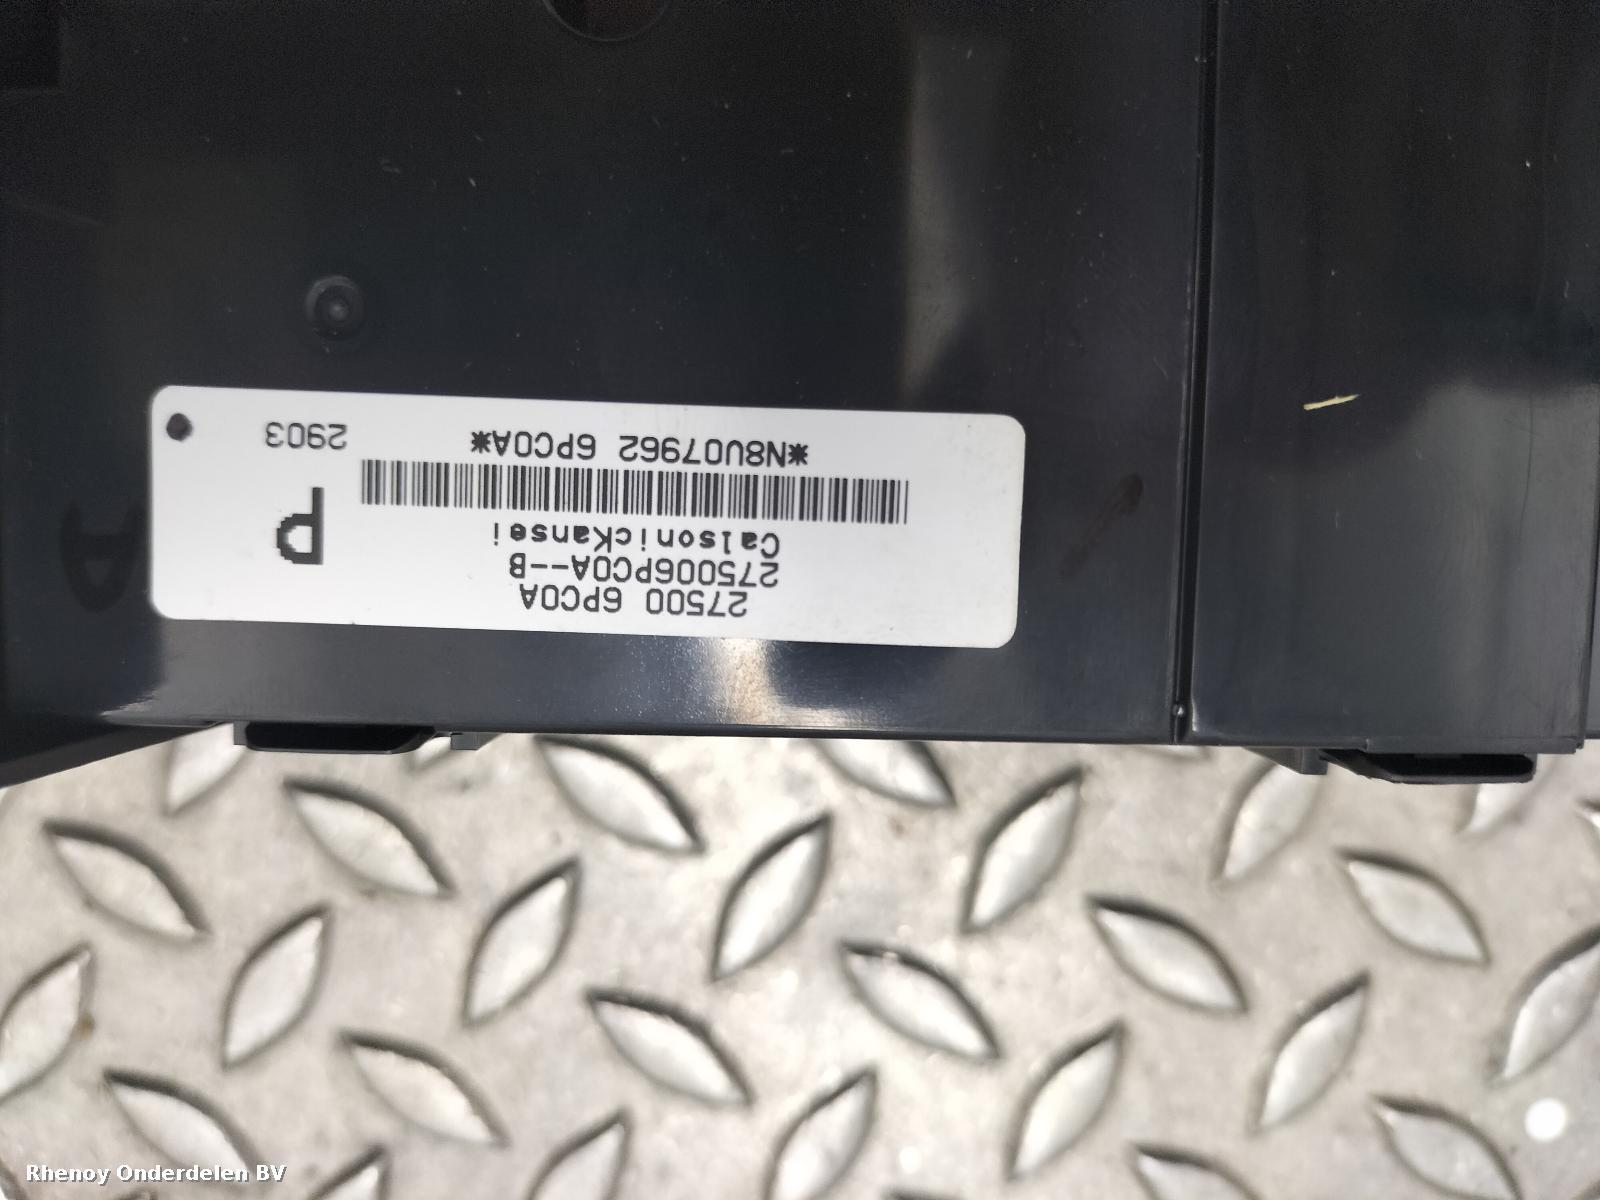 27500 6PC0A
275006PC0A--B
CalsonicKansei
P
*N8U07962 6PC0A*
2903
Rhenoy Onderdelen BV